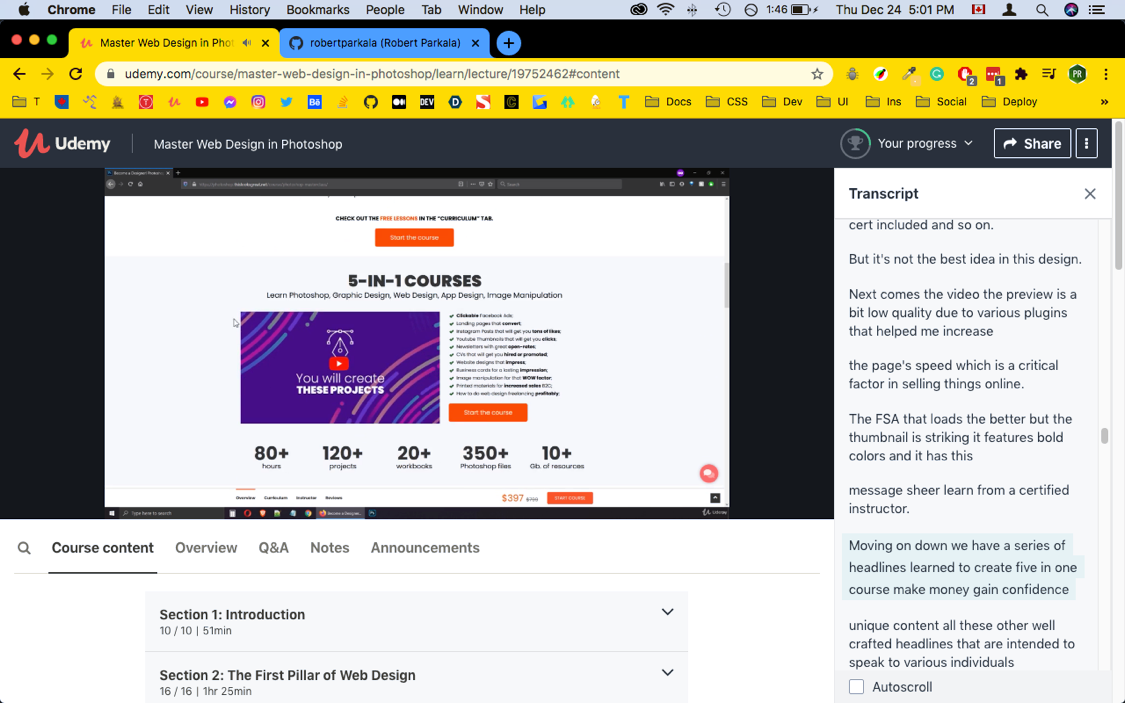 Chrome File Edit View History Bookmarks People Tab Window Help 1:46 Thu Dec 24 5:01 PM
Master Web Design in Phot robertparkala (Robert Parkala)
udemy.com/course/master-web-design-in-photoshop/learn/lecture/19752462#content 2 1 PR
T Bē DEV Docs CSS Dev UI Ins Social Deploy »
Udemy Master Web Design in Photoshop Your progress Share
CHECK OUT THE FREE LESSONS IN THE "CURRICULUM" TAB.
Start the course
5-IN-1 COURSES
Learn Photoshop, Graphic Design, Web Design, App Design, Image Manipulation
You will create
THESE PROJECTS
Clickable Facebook Ads;
Landing pages that convert;
Instagram Posts that will get you tons of likes;
Youtube Thumbnails that will get you clicks;
Newsletters with great open-rates;
CVs that will get you hired or promoted;
Website designs that impress;
Business cards for a lasting impression;
Image manipulation for that WOW factor;
Printed materials for increased sales B2C;
How to do web design freelancing profitably;
Start the course
80+ 120+ 20+ 350+ 10+
hours projects workbooks Photoshop files Gb. of resources
Overview Curriculum Instructor Reviews $397 START COURSE
Type here to search Udemy
Transcript
cert included and so on.
But it's not the best idea in this design.
Next comes the video the preview is a
bit low quality due to various plugins
that helped me increase
the page's speed which is a critical
factor in selling things online.
The FSA that loads the better but the
thumbnail is striking it features bold
colors and it has this
message sheer learn from a certified
instructor.
Moving on down we have a series of
headlines learned to create five in one
course make money gain confidence
unique content all these other well
crafted headlines that are intended to
speak to various individuals
Autoscroll
Course content Overview Q&A Notes Announcements
Section 1: Introduction
10 / 10 | 51min
Section 2: The First Pillar of Web Design
16 / 16 | 1hr 25min